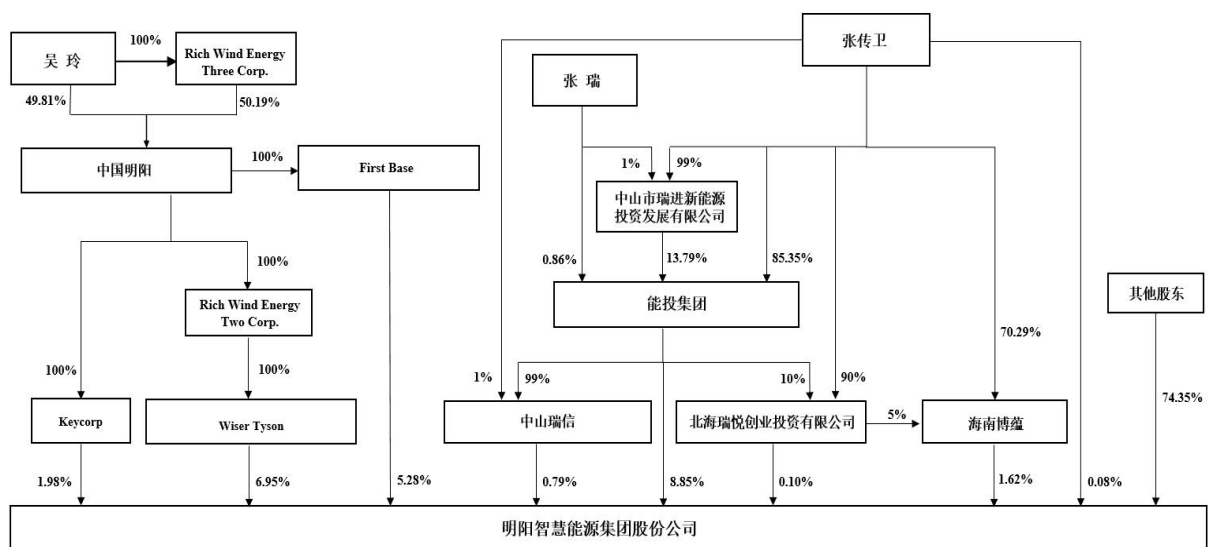 张传卫
吴 玲
100%
Rich Wind Energy
Three Corp.
张 瑞
49.81%
50.19%
中国明阳
100%
First Base
1%
99%
中山市瑞进新能源
投资发展有限公司
0.86%
13.79%
85.35%
100%
能投集团
其他股东
Rich Wind Energy
Two Corp.
70.29%
100%
100%
1%
99%
10%
90%
74.35%
Keycorp
Wiser Tyson
中山瑞信
北海瑞悦创业投资有限公司
5%
海南博蕴
1.98%
6.95%
5.28%
0.79%
8.85%
0.10%
1.62%
0.08%
明阳智慧能源集团股份公司